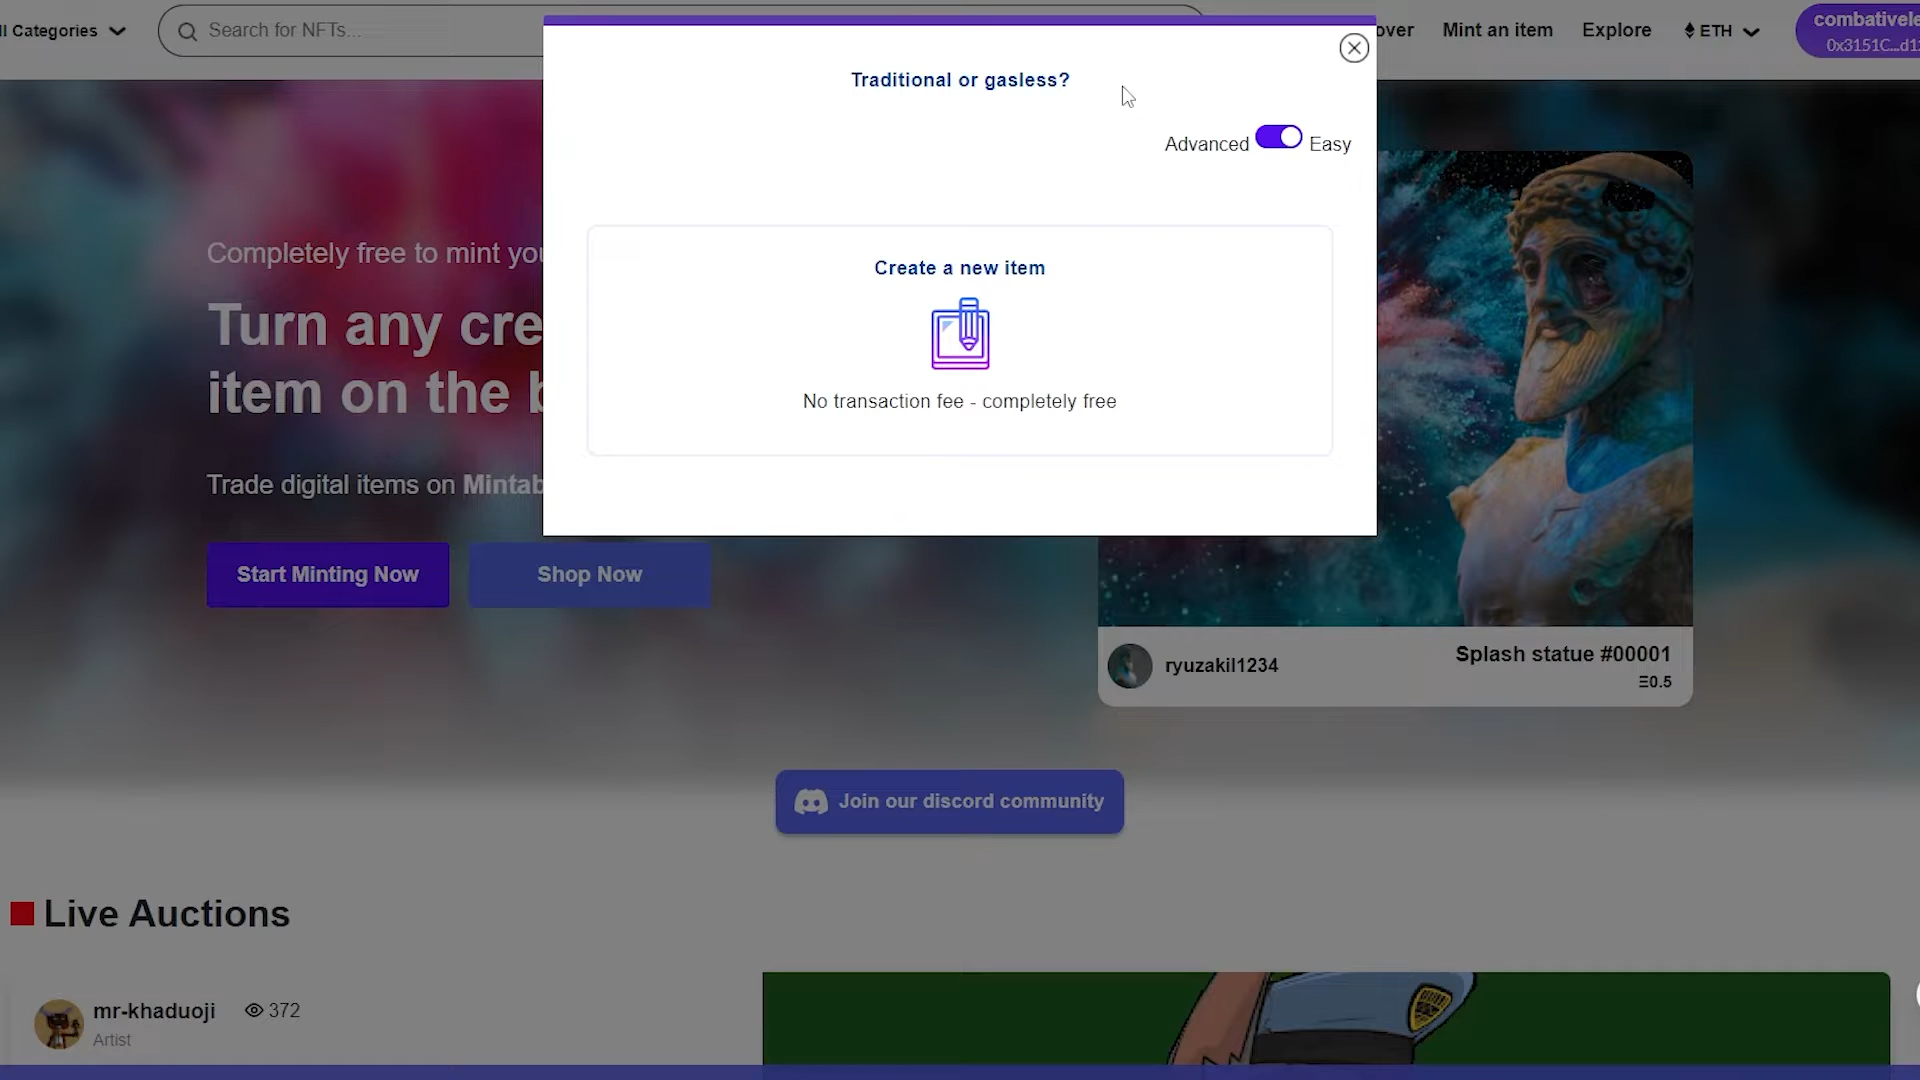 ll Categories
Search for NFTs...
over
Mint an item
Explore
ETH
combativele
0x3151C...d1
Traditional or gasless?
Advanced
Easy
Create a new item
No transaction fee - completely free
Completely free to mint you
Turn any cre
item on the b
Trade digital items on Mintab
Start Minting Now
Shop Now
ryuzakil1234
Splash statue #00001
Ξ0.5
Join our discord community
Live Auctions
mr-khaduoji
372
Artist